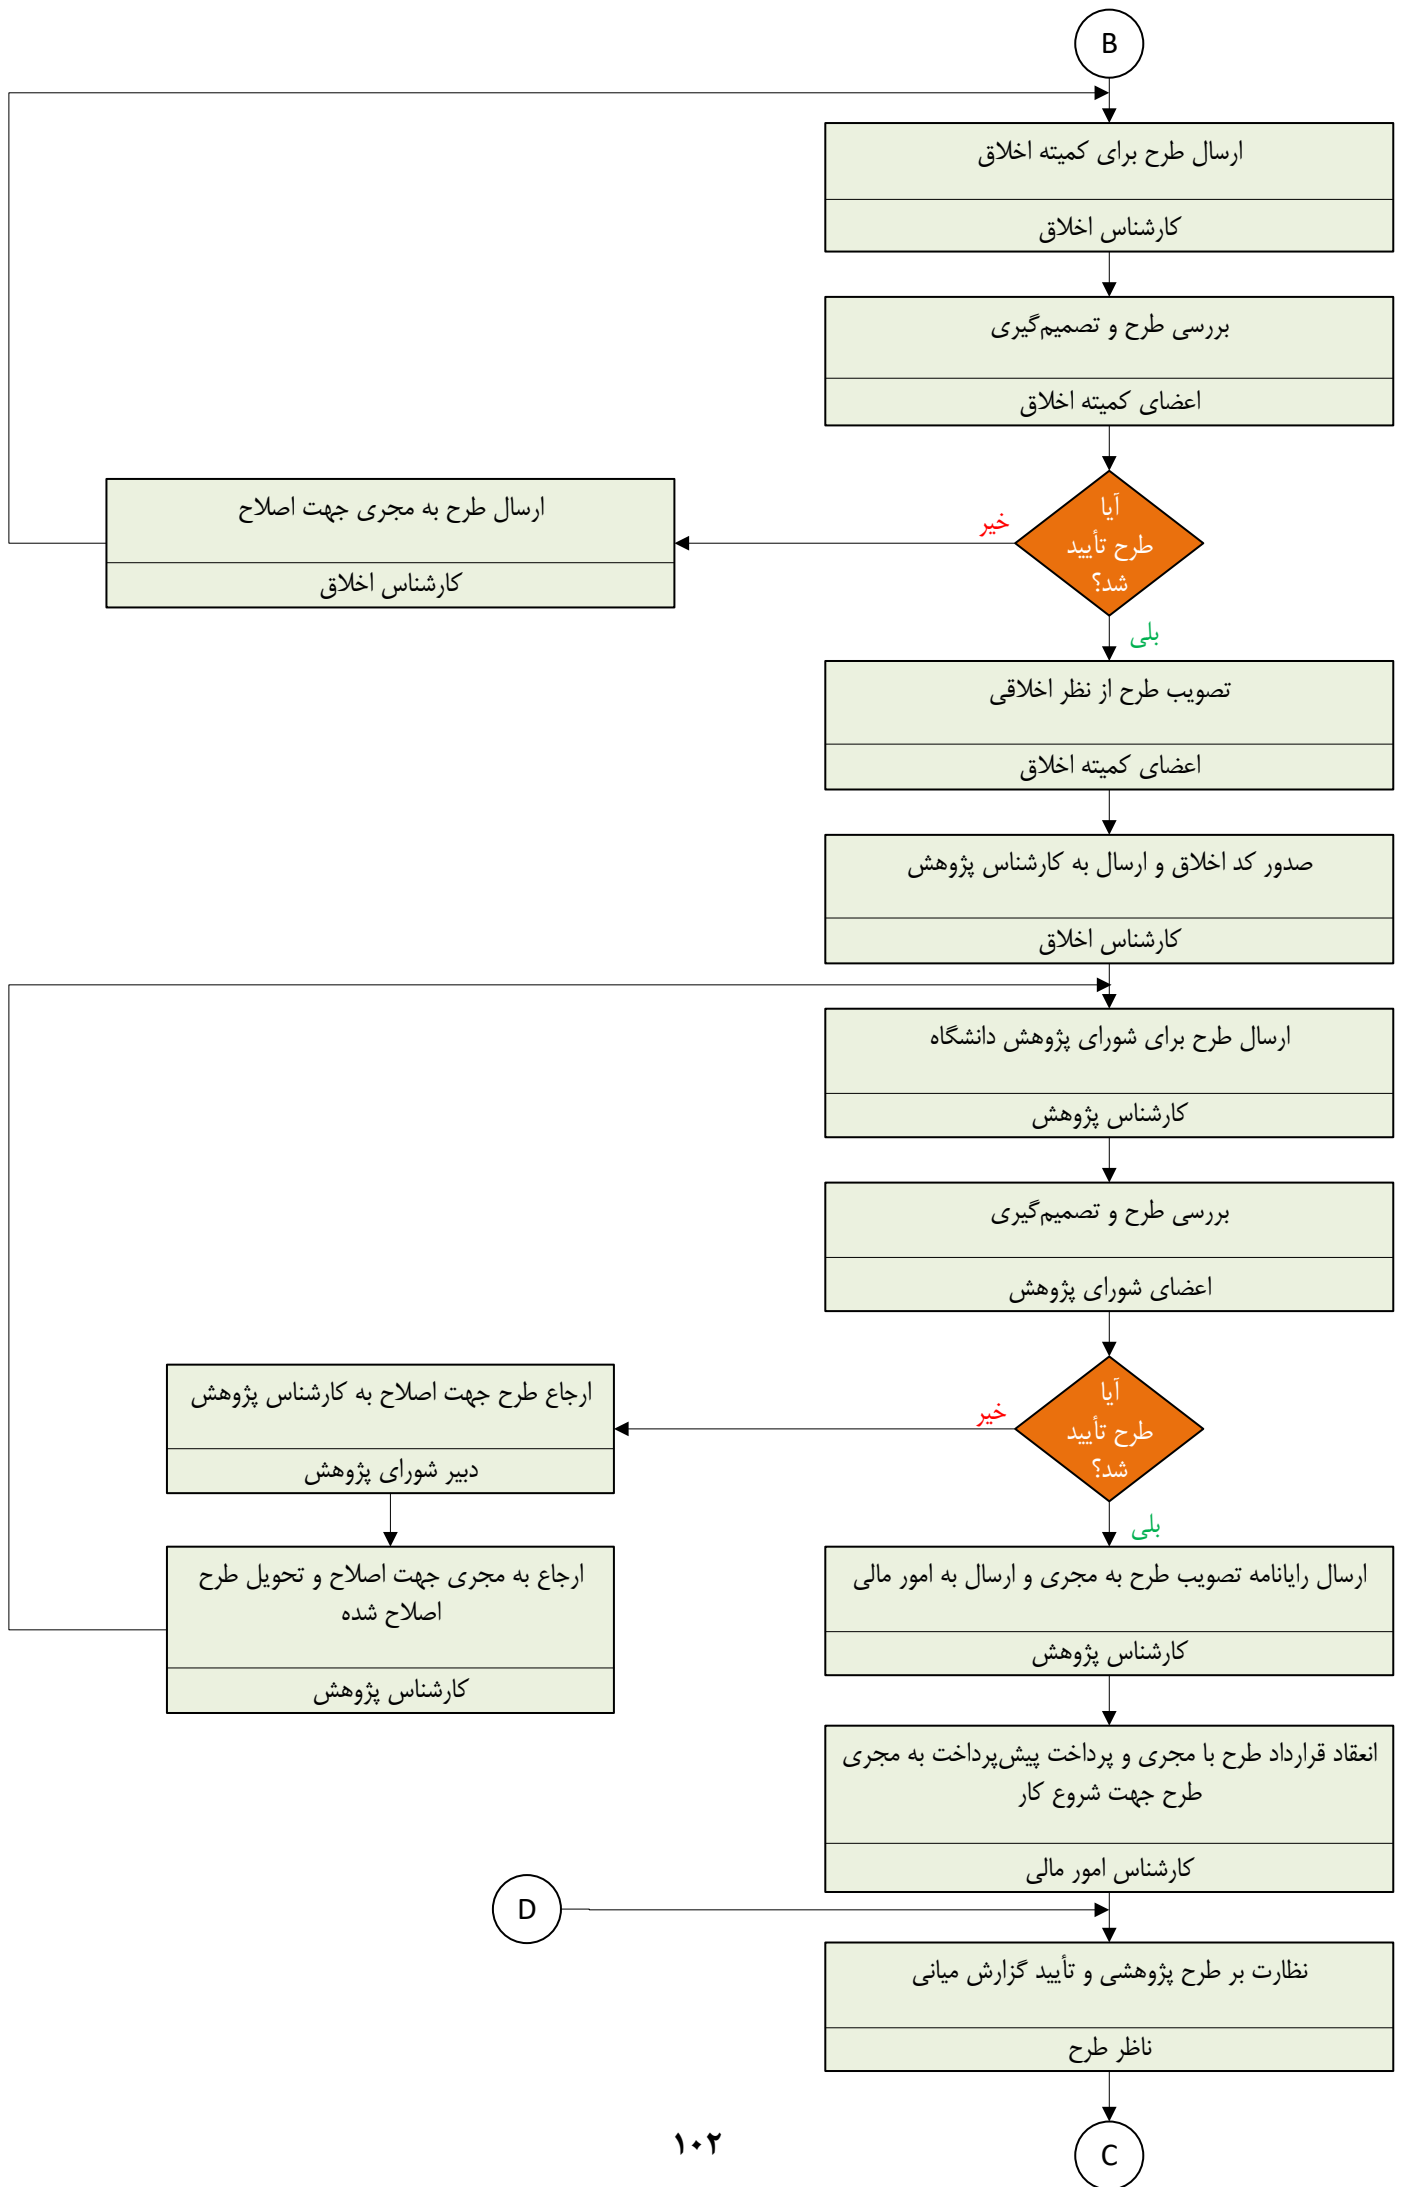 B
ارسال طرح برای کمیته اخلاق
کارشناس اخلاق
بررسی طرح و تصمیم‌گیری
اعضای کمیته اخلاق
آیا
طرح تأیید
شد؟
خیر
ارسال طرح به مجری جهت اصلاح
کارشناس اخلاق
بلی
تصویب طرح از نظر اخلاقی
اعضای کمیته اخلاق
صدور کد اخلاق و ارسال به کارشناس پژوهش
کارشناس اخلاق
ارسال طرح برای شورای پژوهش دانشگاه
کارشناس پژوهش
بررسی طرح و تصمیم‌گیری
اعضای شورای پژوهش
آیا
طرح تأیید
شد؟
خیر
ارجاع طرح جهت اصلاح به کارشناس پژوهش
دبیر شورای پژوهش
ارجاع به مجری جهت اصلاح و تحویل طرح
اصلاح شده
کارشناس پژوهش
بلی
ارسال رایانامه تصویب طرح به مجری و ارسال به امور مالی
کارشناس پژوهش
انعقاد قرارداد طرح با مجری و پرداخت پیش‌پرداخت به مجری
طرح جهت شروع کار
کارشناس امور مالی
D
نظارت بر طرح پژوهشی و تأیید گزارش میانی
ناظر طرح
C
۱۰۲